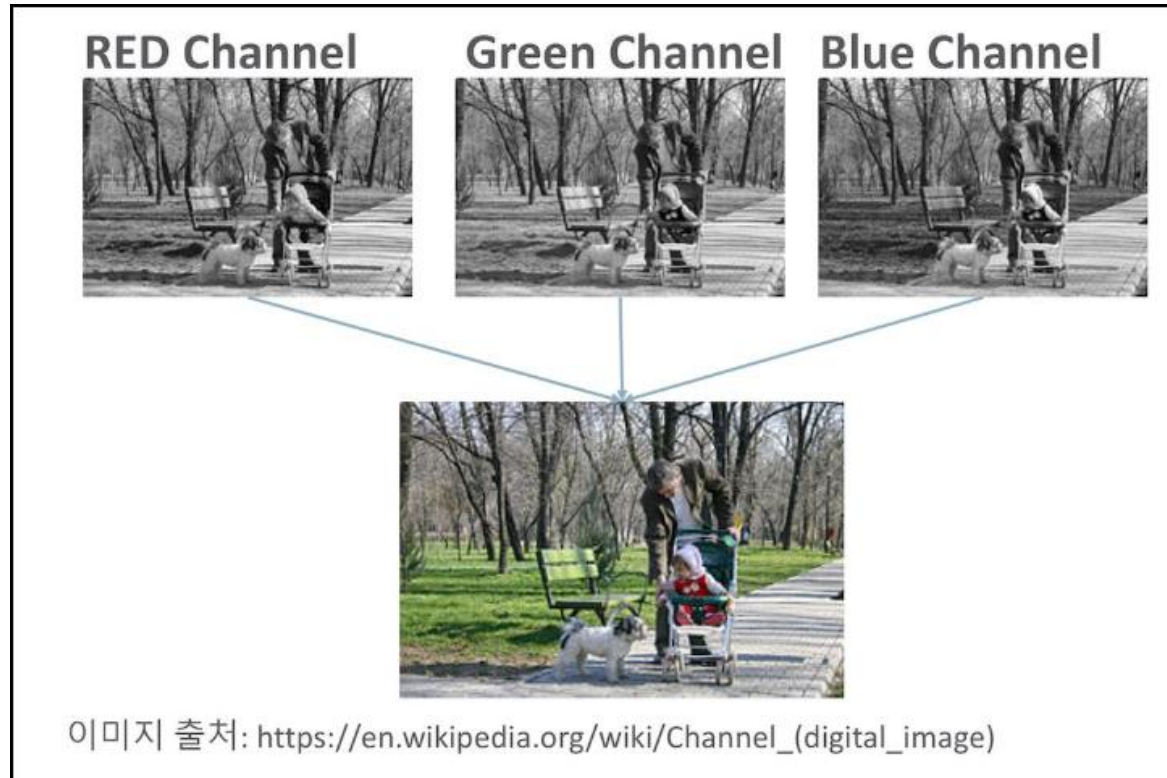 RED Channel
Green Channel
Blue Channel
이미지 출처: https://en.wikipedia.org/wiki/Channel_(digital_image)